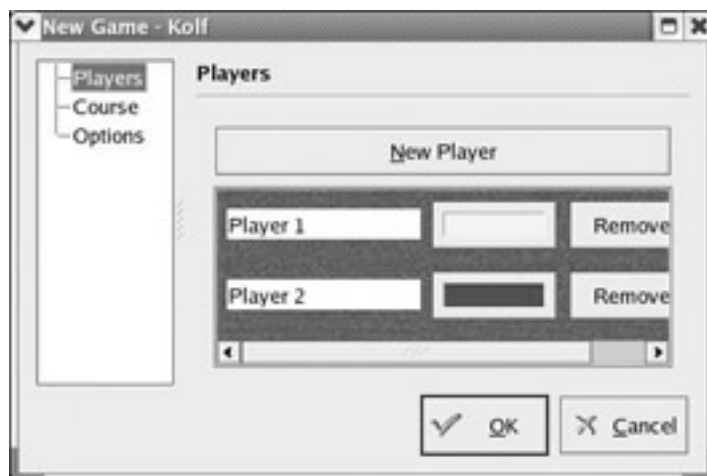 New Game - Kolf
Players
Course
Options
Players
New Player
Player 1
Remove
Player 2
Remove
OK
Cancel